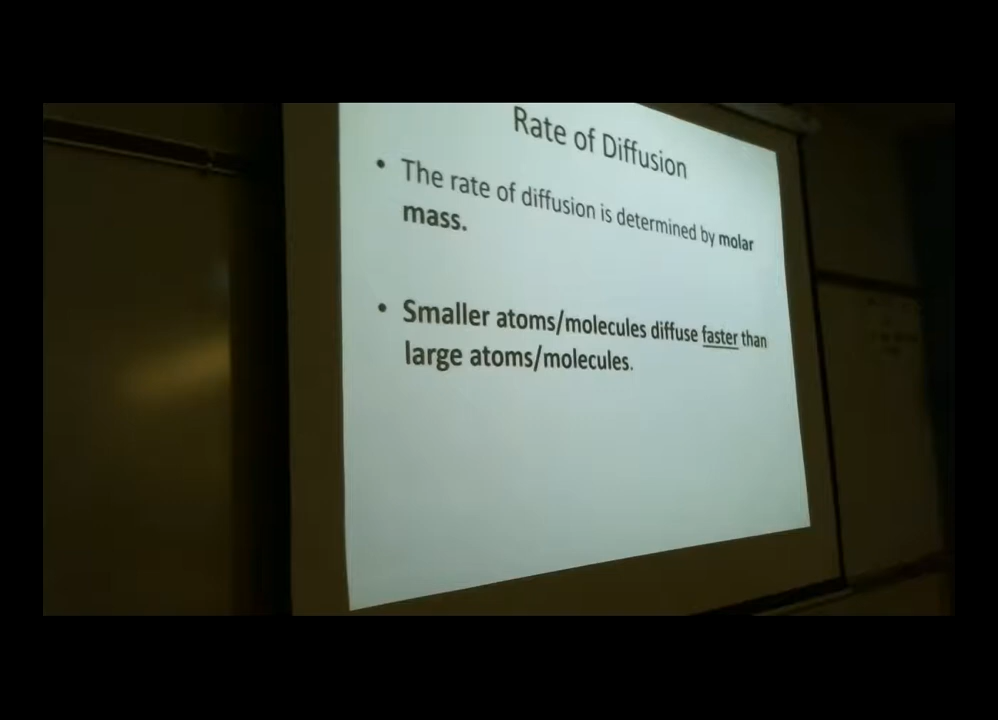 Rate of Diffusion
• The rate of diffusion is determined by molar
mass.
• Smaller atoms/molecules diffuse faster than
large atoms/molecules.